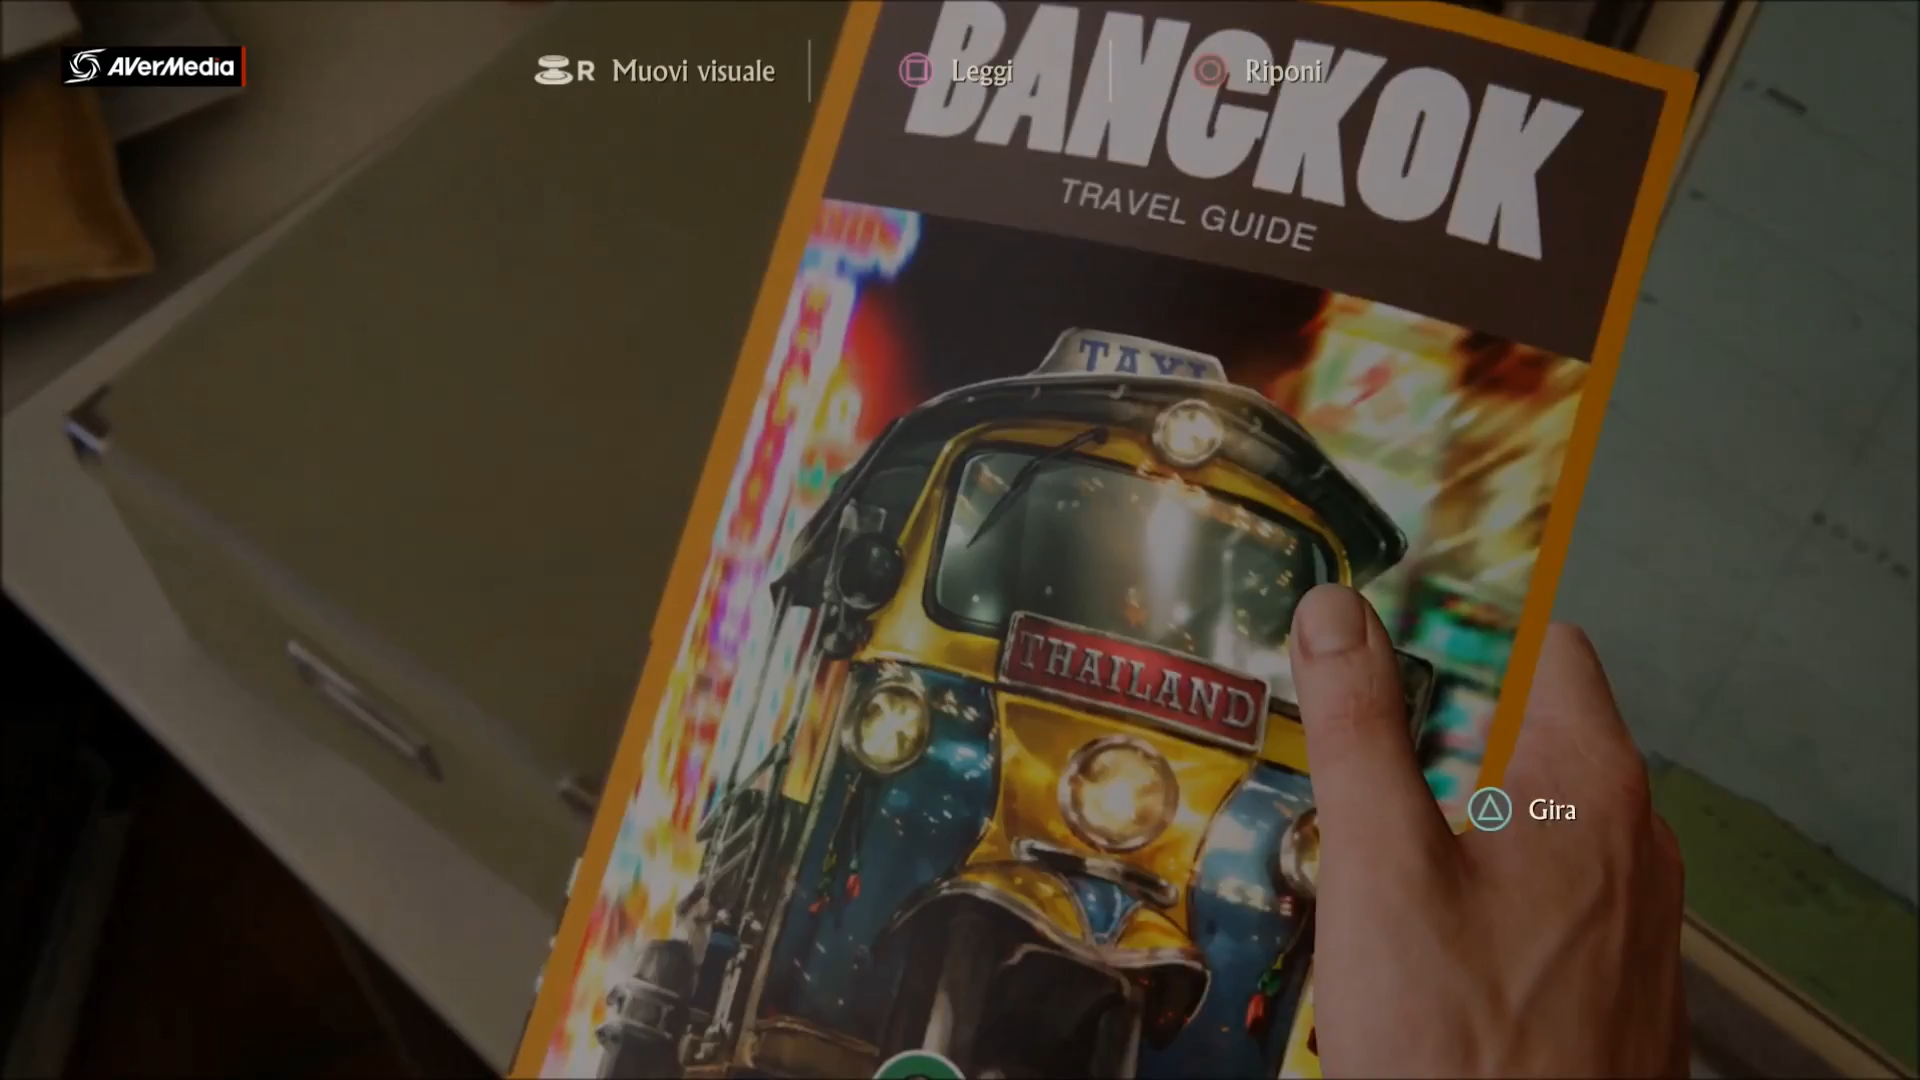 AVerMedia
R Muovi visuale
Leggi
Riponi
BANGKOK
TRAVEL GUIDE
TAXI
THAILAND
Gira